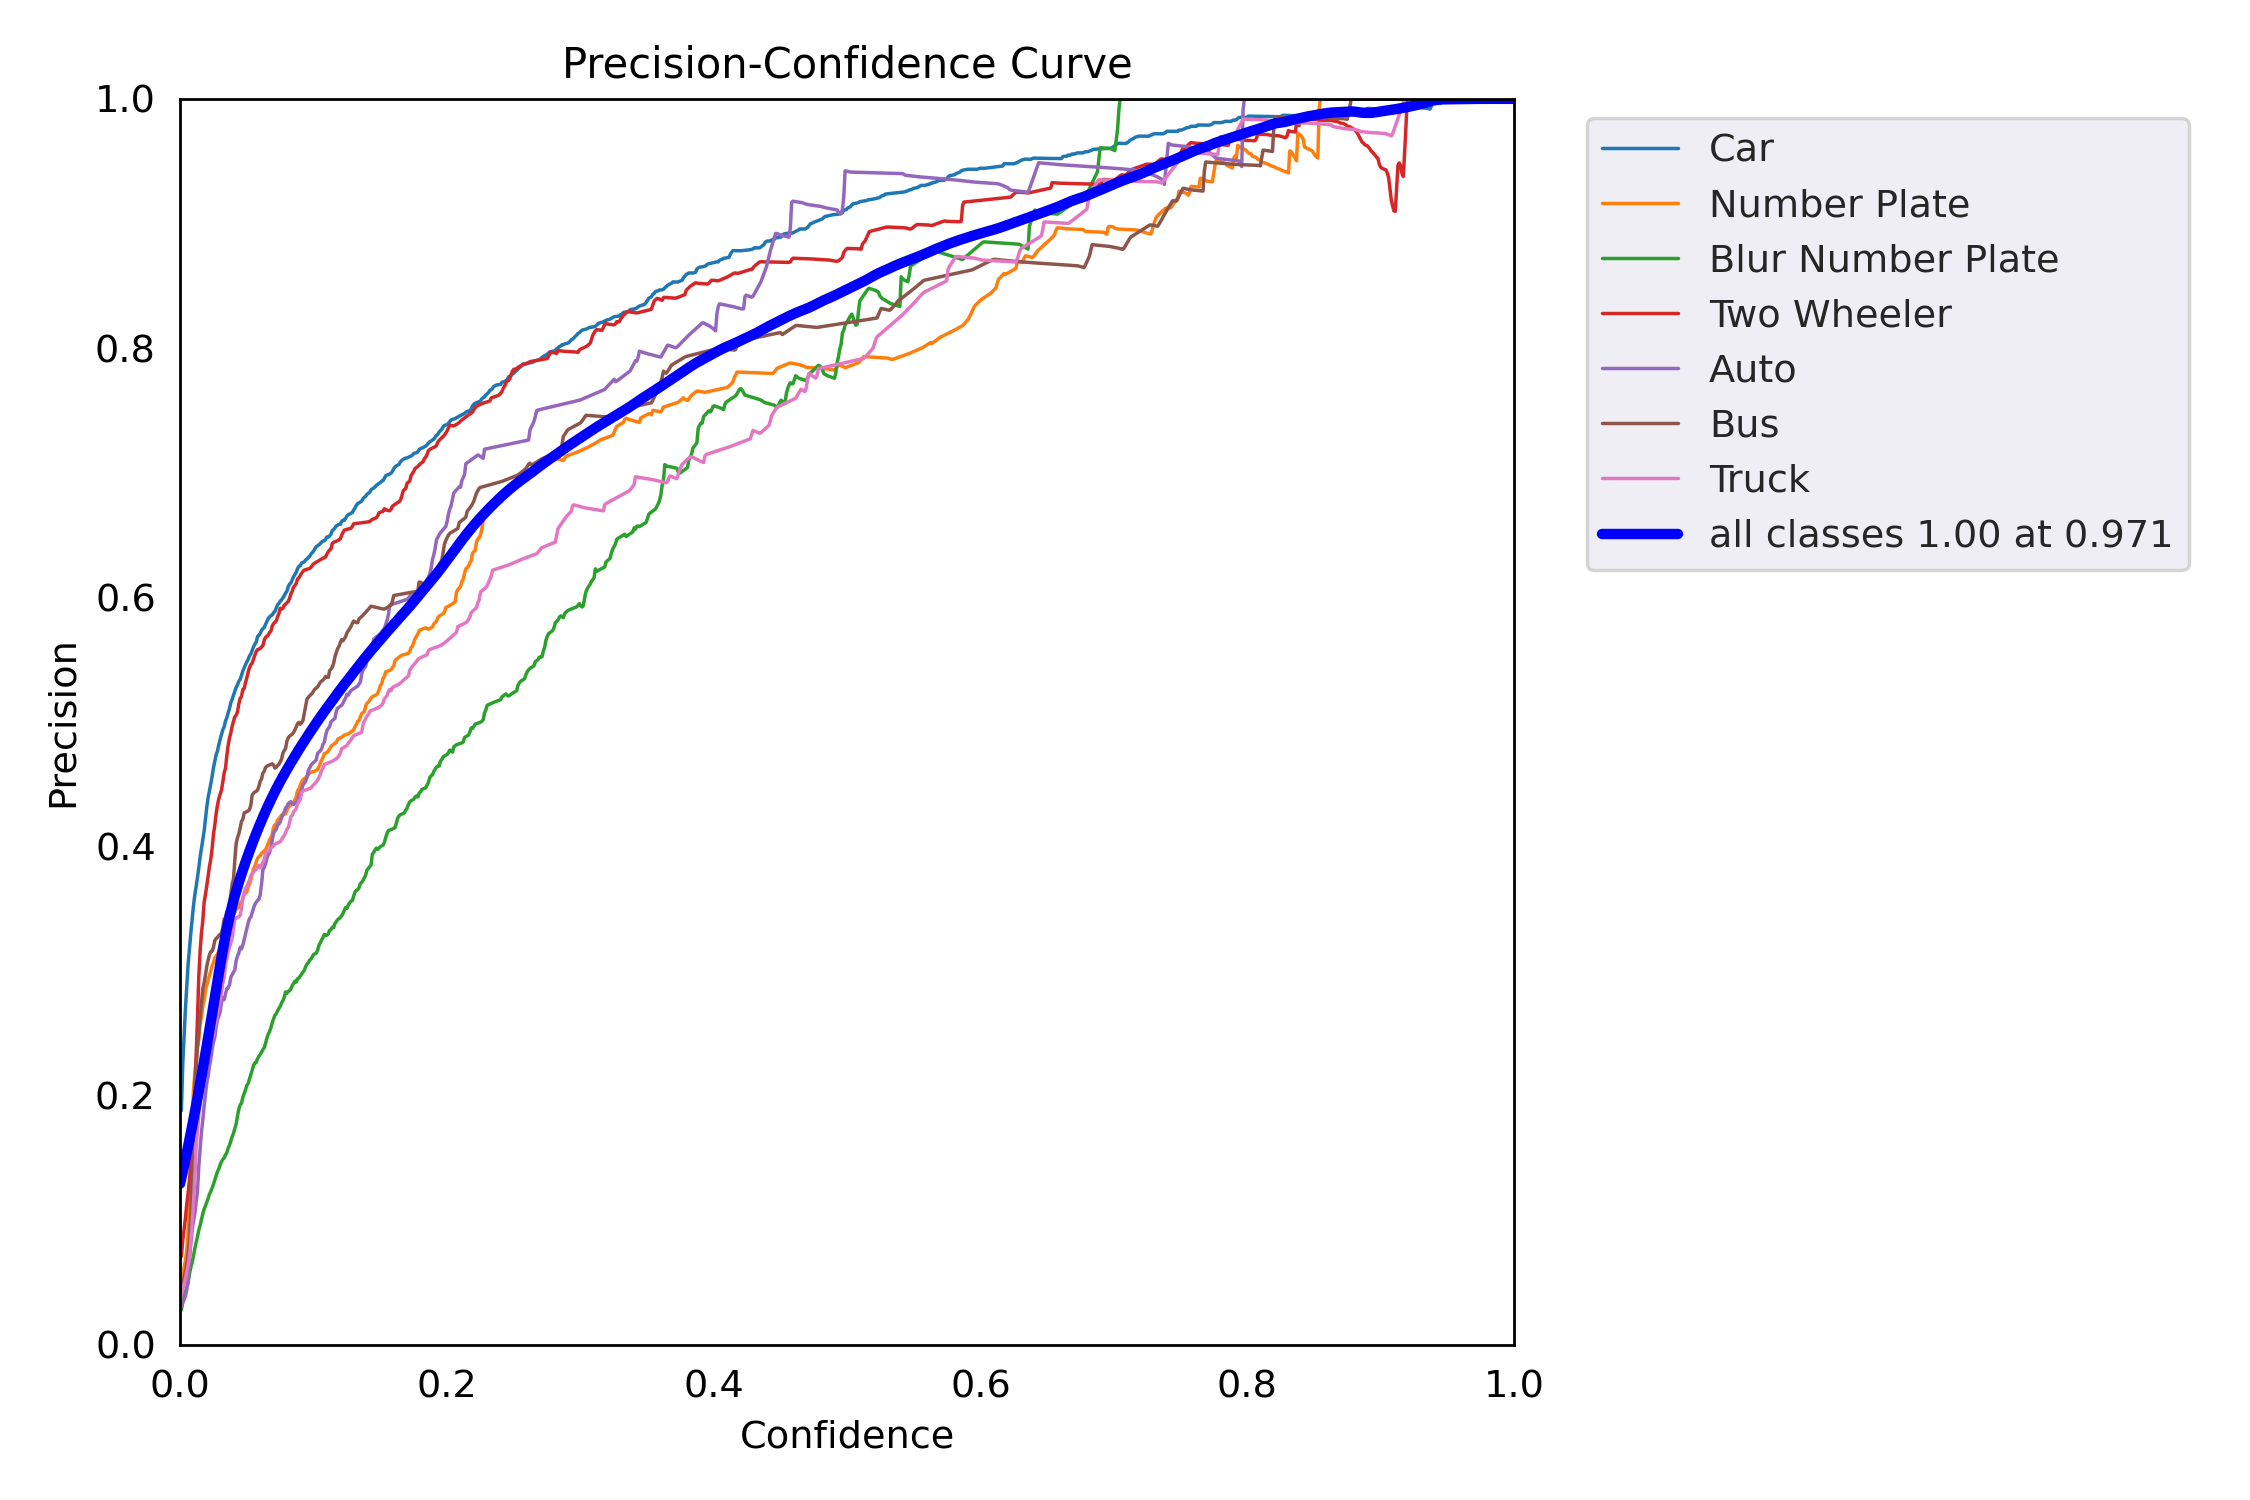 Precision-Confidence Curve
1.0
0.8
0.6
0.4
0.2
0.0
Precision
0.0 0.2 0.4 0.6 0.8 1.0
Confidence
Car
Number Plate
Blur Number Plate
Two Wheeler
Auto
Bus
Truck
all classes 1.00 at 0.971